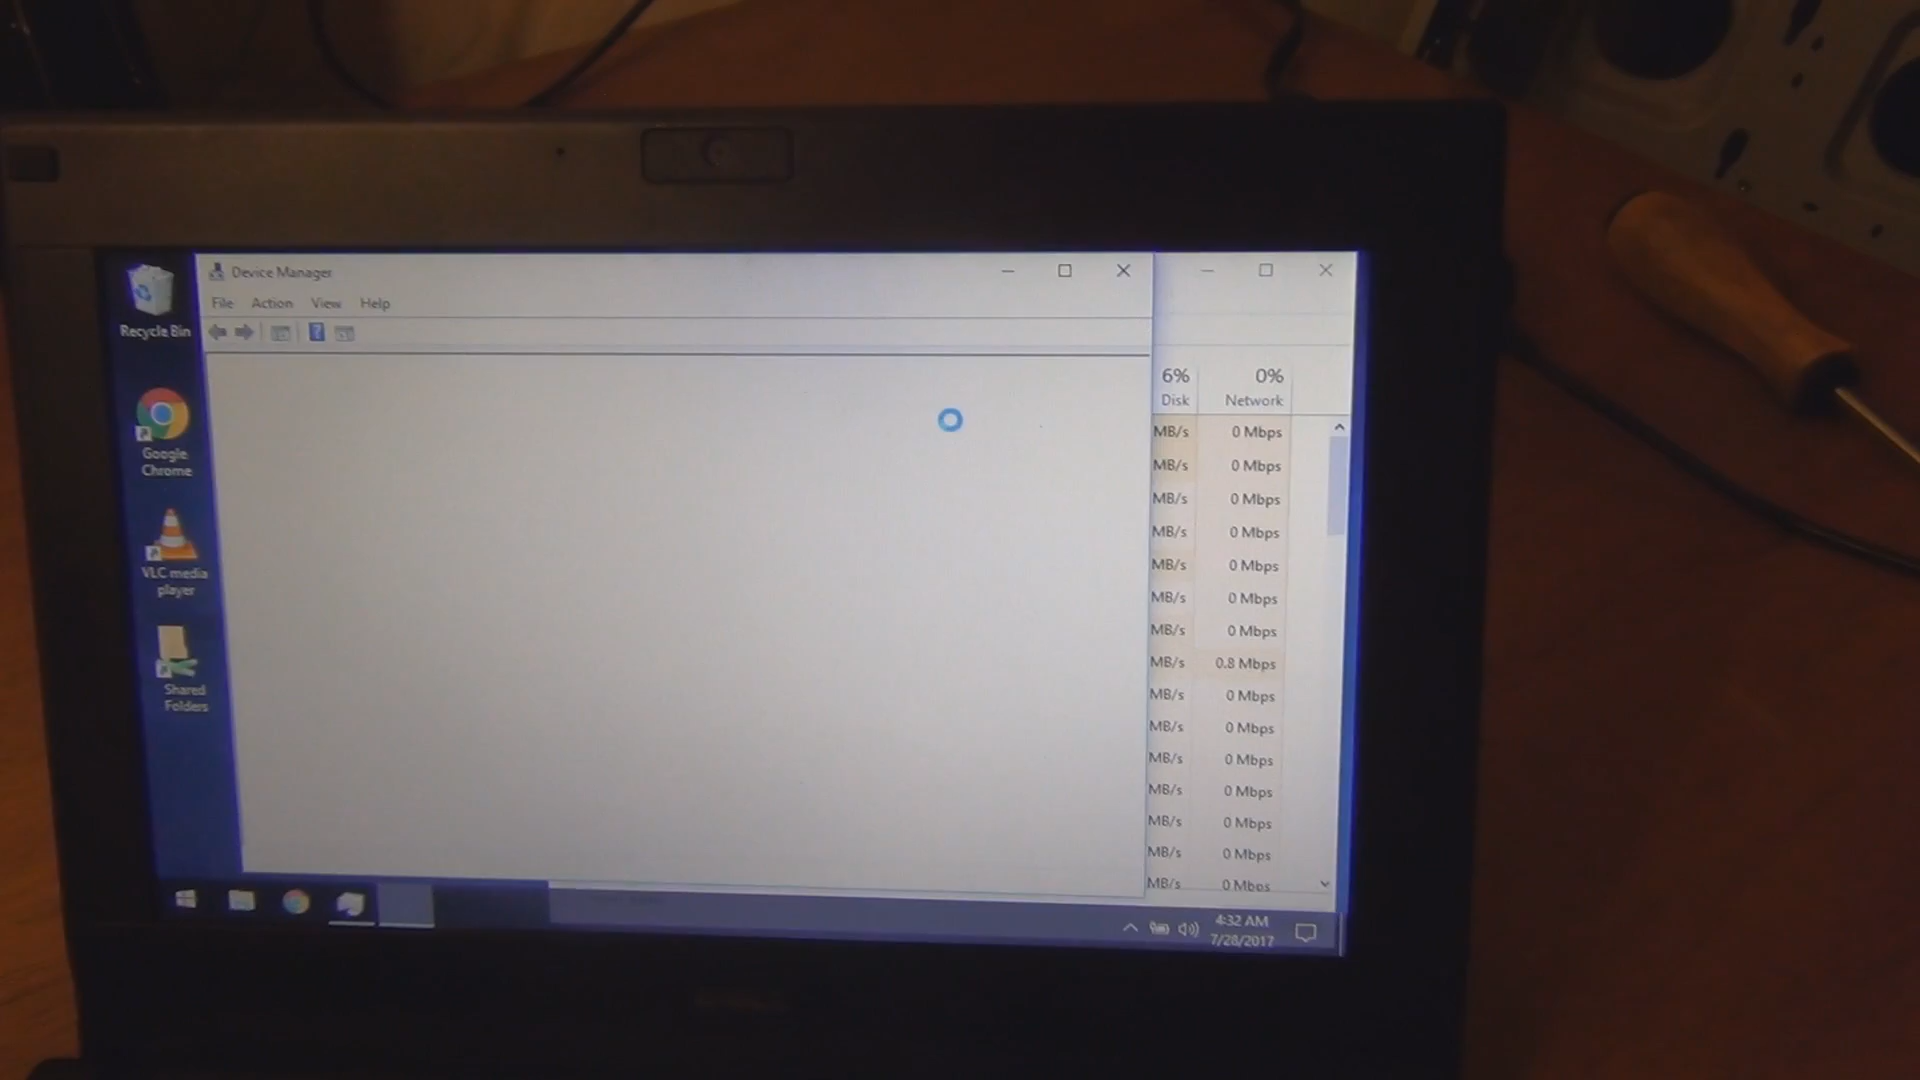 Device Manager
File Action View Help
?
Recycle Bin
Google
Chrome
VLC media
player
Shared
Folders
6% 0%
Disk Network
MB/s 0 Mbps
MB/s 0 Mbps
MB/s 0 Mbps
MB/s 0 Mbps
MB/s 0 Mbps
MB/s 0 Mbps
MB/s 0 Mbps
MB/s 0.8 Mbps
MB/s 0 Mbps
MB/s 0 Mbps
MB/s 0 Mbps
MB/s 0 Mbps
MB/s 0 Mbps
MB/s 0 Mbps
MB/s 0 Mbps
4:32 AM
7/28/2017